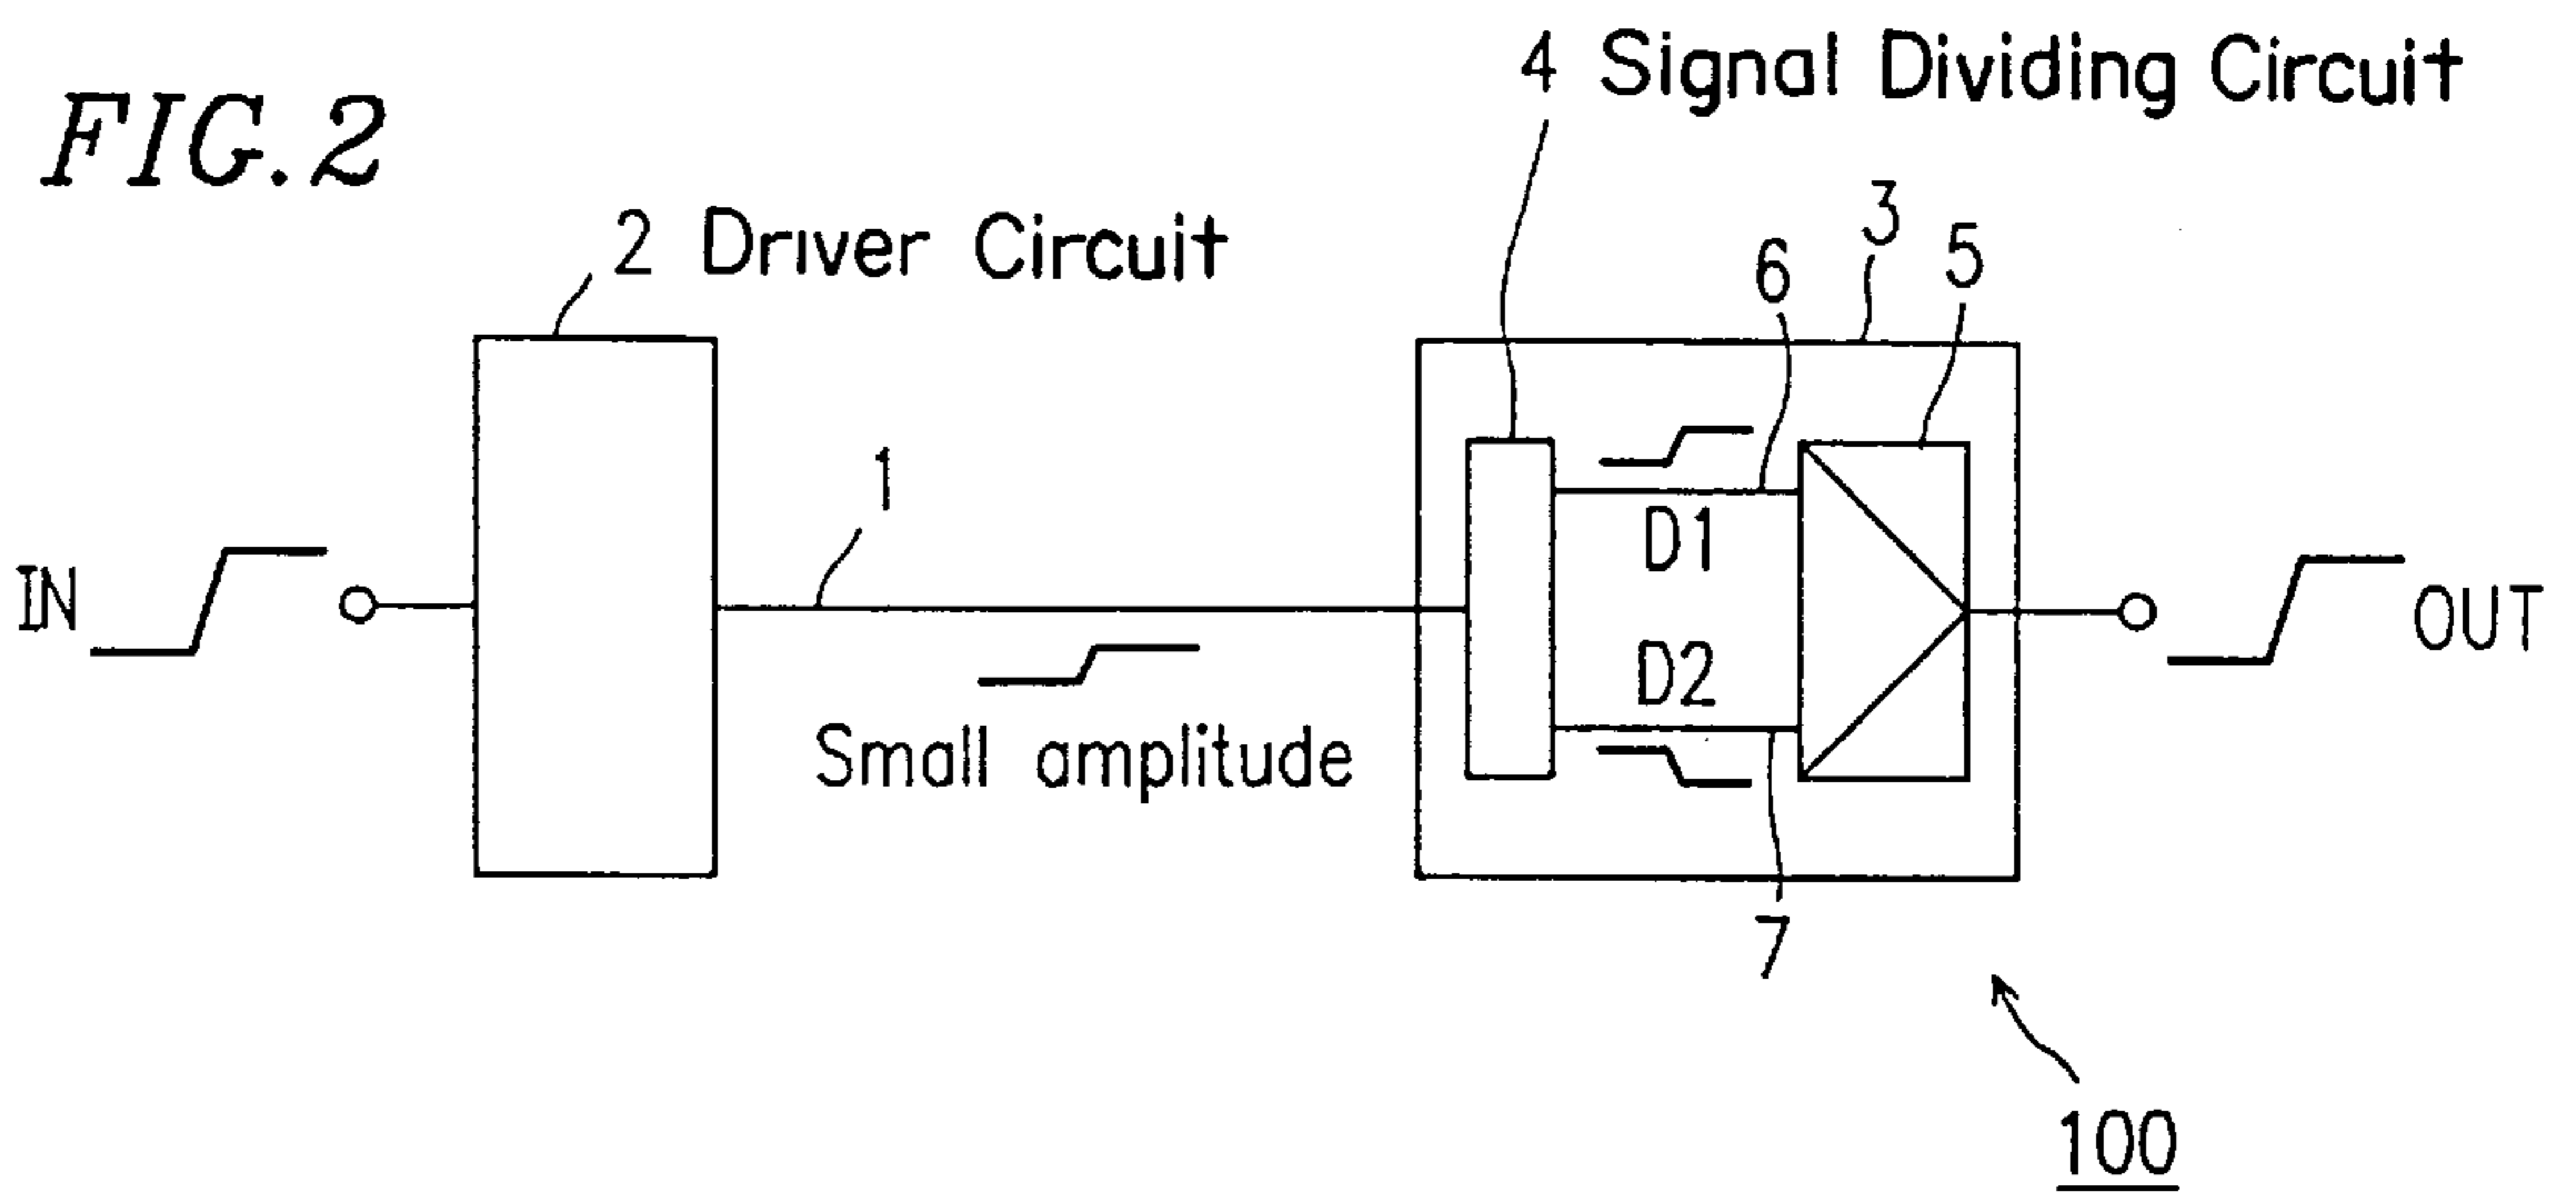 FIG. 2
4 Signal Dividing Circuit
2 Driver Circuit
3
6
5
1
IN
D1
D2
OUT
Small amplitude
7
100